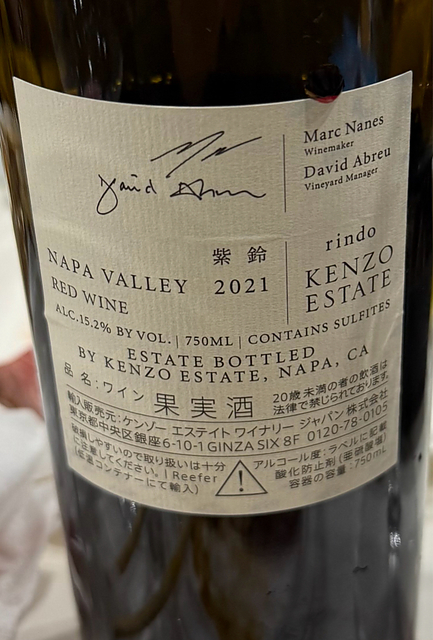 David Abreu
Marc Nanes
Winemaker
David Abreu
Vineyard Manager
NAPA VALLEY
RED WINE
紫鈴
2021
rindo
KENZO
ESTATE
ALC.15.2% BY VOL. | 750ML | CONTAINS SULFITES
ESTATE BOTTLED
BY KENZO ESTATE, NAPA, CA
品名:ワイン 果実酒
20歳未満の者の飲酒は
法律で禁じられております。
輸入販売元:ケンゾー エステイト ワイナリー ジャパン 株式会社
東京都中央区銀座6-10-1 GINZA SIX 8F 0120-78-0105
破損しやすいので取り扱いは十分
に注意してください。| Reefer
(低温コンテナーにて輸入)
アルコール度:ラベルに記載
酸化防止剤(亜硫酸塩)
容器の容量:750mL